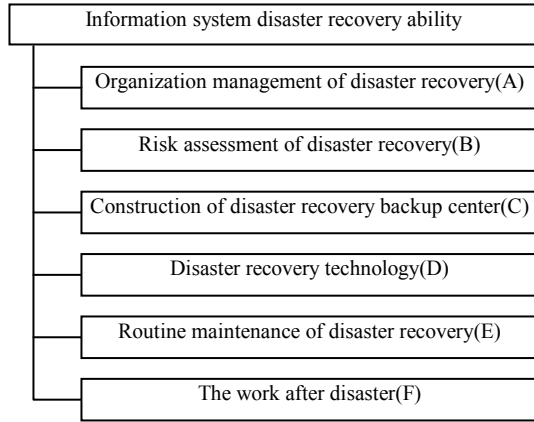 Information system disaster recovery ability
Organization management of disaster recovery(A)
Risk assessment of disaster recovery(B)
Construction of disaster recovery backup center(C)
Disaster recovery technology(D)
Routine maintenance of disaster recovery(E)
The work after disaster(F)